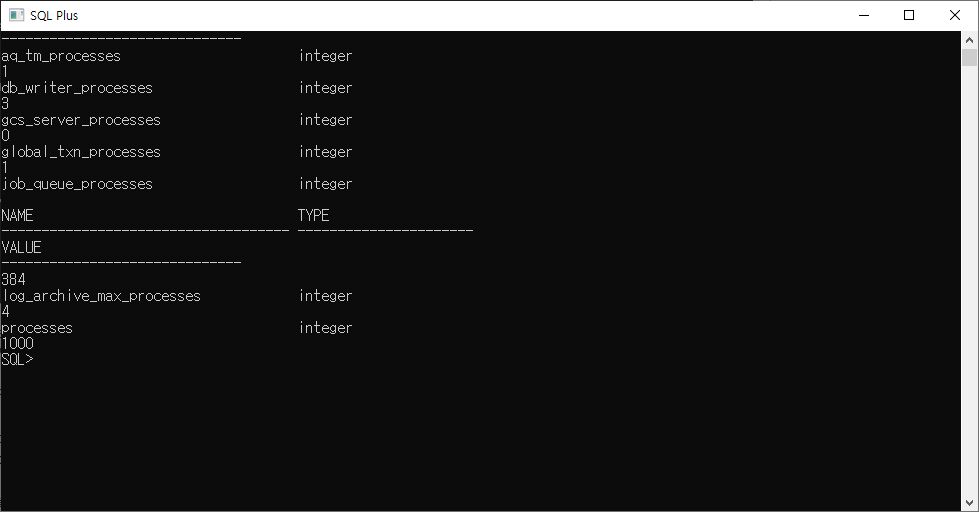 SQL Plus
------------------------------
aq_tm_processes                      integer
1
db_writer_processes                  integer
3
gcs_server_processes                 integer
0
global_txn_processes                 integer
1
job_queue_processes                  integer
NAME                                 TYPE
------------------------------------ ----------------------
VALUE
------------------------------
384
log_archive_max_processes            integer
4
processes                            integer
1000
SQL>